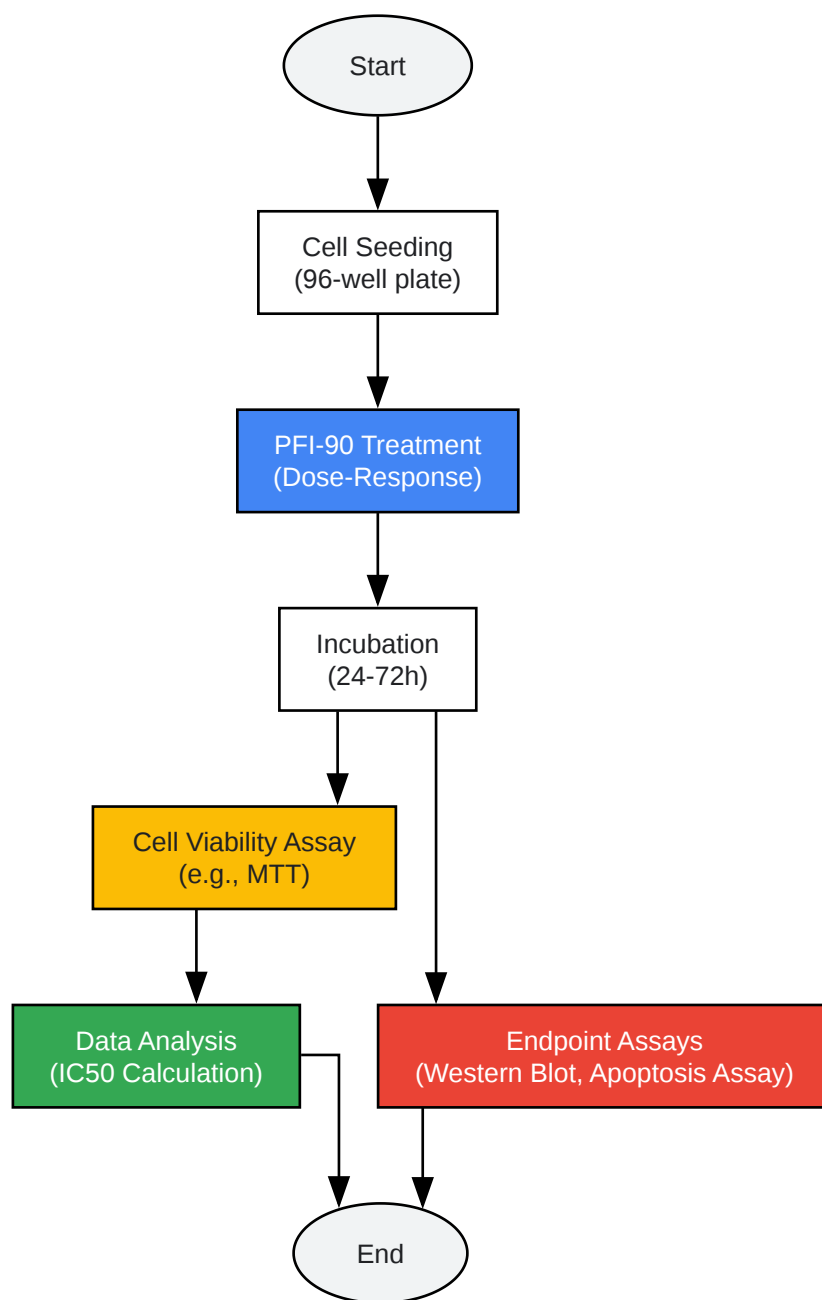 Start
Cell Seeding
(96-well plate)
PFI-90 Treatment
(Dose-Response)
Incubation
(24-72h)
Cell Viability Assay
(e.g., MTT)
Data Analysis
(IC50 Calculation)
Endpoint Assays
(Western Blot, Apoptosis Assay)
End